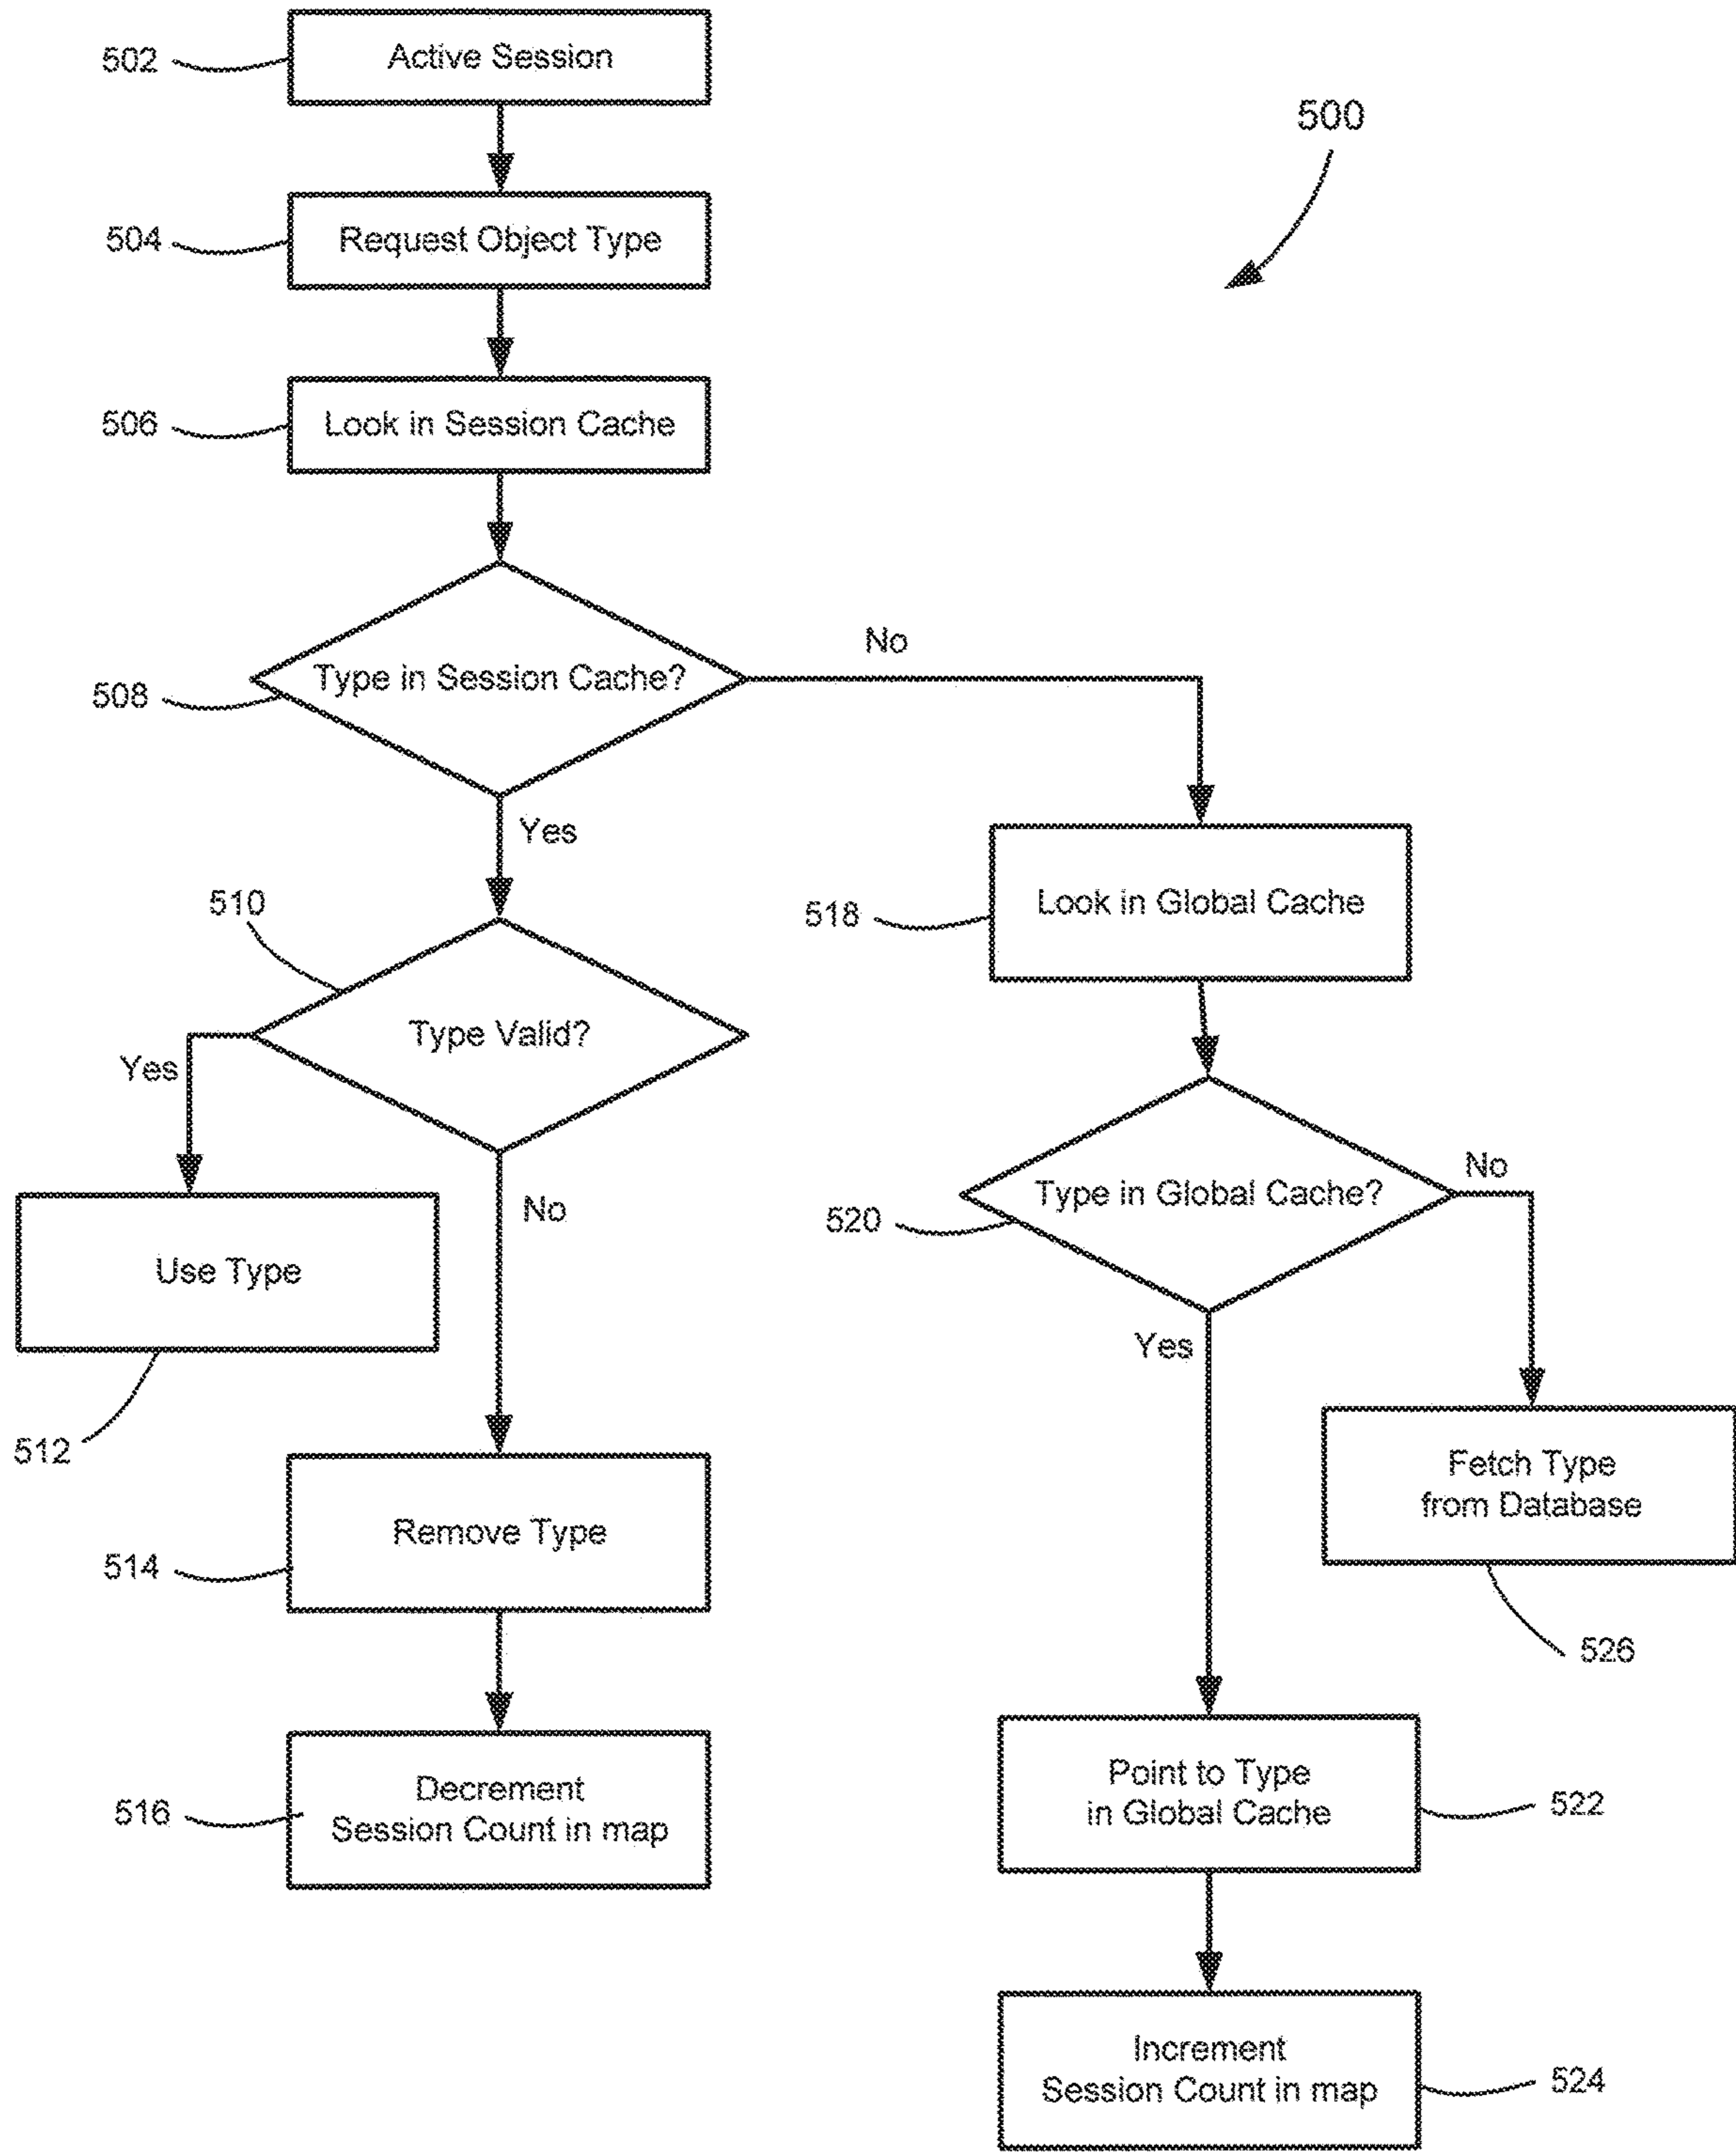 502
Active Session
500
504
Request Object Type
506
Look in Session Cache
No
508
Type in Session Cache?
Yes
510
518
Look in Global Cache
Type Valid?
Yes
No
520
Type in Global Cache?
No
Use Type
Yes
512
Fetch Type
from Database
514
Remove Type
526
Point to Type
in Global Cache
522
516
Decrement
Session Count in map
Increment
Session Count in map
524